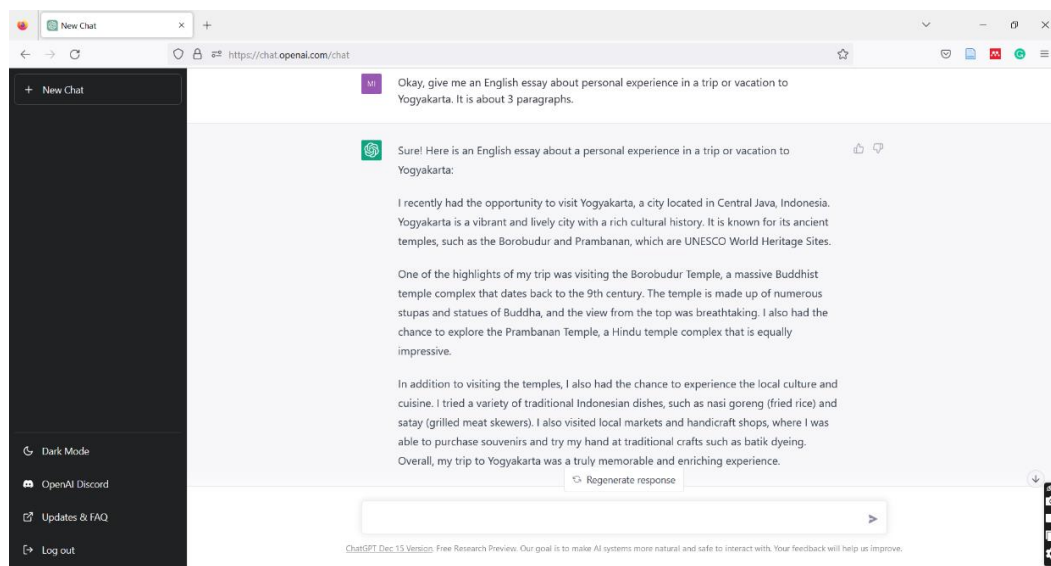 New Chat
https://chat.openai.com/chat
+ New Chat
MI
Okay, give me an English essay about personal experience in a trip or vacation to
Yogyakarta. It is about 3 paragraphs.
Sure! Here is an English essay about a personal experience in a trip or vacation to
Yogyakarta:
I recently had the opportunity to visit Yogyakarta, a city located in Central Java, Indonesia.
Yogyakarta is a vibrant and lively city with a rich cultural history. It is known for its ancient
temples, such as the Borobudur and Prambanan, which are UNESCO World Heritage Sites.
One of the highlights of my trip was visiting the Borobudur Temple, a massive Buddhist
temple complex that dates back to the 9th century. The temple is made up of numerous
stupas and statues of Buddha, and the view from the top was breathtaking. I also had the
chance to explore the Prambanan Temple, a Hindu temple complex that is equally
impressive.
In addition to visiting the temples, I also had the chance to experience the local culture and
cuisine. I tried a variety of traditional Indonesian dishes, such as nasi goreng (fried rice) and
satay (grilled meat skewers). I also visited local markets and handicraft shops, where I was
able to purchase souvenirs and try my hand at traditional crafts such as batik dyeing.
Overall, my trip to Yogyakarta was a truly memorable and enriching experience.
Regenerate response
Dark Mode
OpenAI Discord
Updates & FAQ
Log out
ChatGPT Dec 15 Version. Free Research Preview. Our goal is to make AI systems more natural and safe to interact with. Your feedback will help us improve.